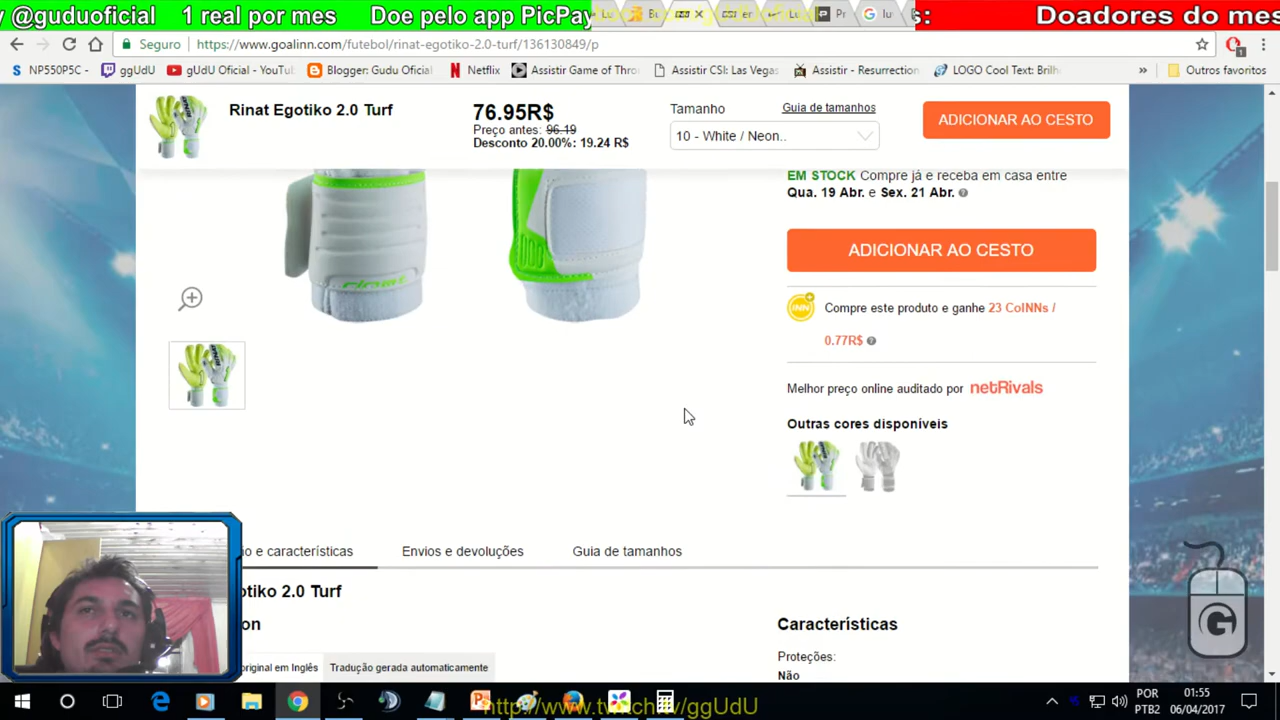 y @guduoficial 1 real por mes Doe pelo app PicPay
s: Doadores do mes
Seguro https://www.goalinn.com/futebol/rinat-egotiko-2.0-turf/136130849/p
NP550P5C - ggUdU gUdU Oficial - YouTu Blogger: Gudu Oficial Netflix Assistir Game of Thro Assistir CSI: Las Vegas Assistir - Resurrection LOGO Cool Text: Brilh » Outros favoritos
Rinat Egotiko 2.0 Turf
76.95R$
Preço antes: 96.19
Desconto 20.00%: 19.24 R$
Tamanho Guia de tamanhos
10 - White / Neon..
ADICIONAR AO CESTO
EM STOCK Compre já e receba em casa entre
Qua. 19 Abr. e Sex. 21 Abr.
ADICIONAR AO CESTO
Compre este produto e ganhe 23 CoINNs /
0.77R$
Melhor preço online auditado por netRivals
Outras cores disponíveis
o e características Envios e devoluções Guia de tamanhos
otiko 2.0 Turf
on
original em Inglês Tradução gerada automaticamente
Características
Proteções:
Não
http://www.twitch.tv/ggUdU
POR
PTB2
01:55
06/04/2017